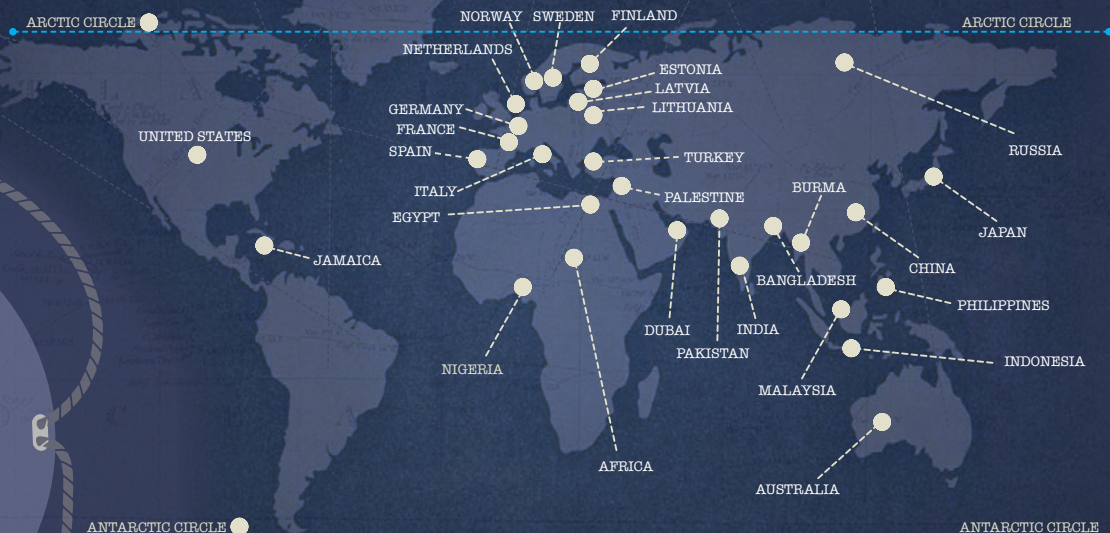 NORWAY SWEDEN FINLAND
ARCTIC CIRCLE ARCTIC CIRCLE
NETHERLANDS
ESTONIA
LATVIA
GERMANY LITHUANIA
FRANCE
UNITED STATES
SPAIN
RUSSIA
TURKEY
ITALY
BURMA
PALESTINE
EGYPT
JAPAN
JAMAICA
CHINA
BANGLADESH
PHILIPPINES
DUBAI INDIA
PAKISTAN
INDONESIA
NIGERIA
MALAYSIA
AFRICA
AUSTRALIA
ANTARCTIC CIRCLE ANTARCTIC CIRCLE